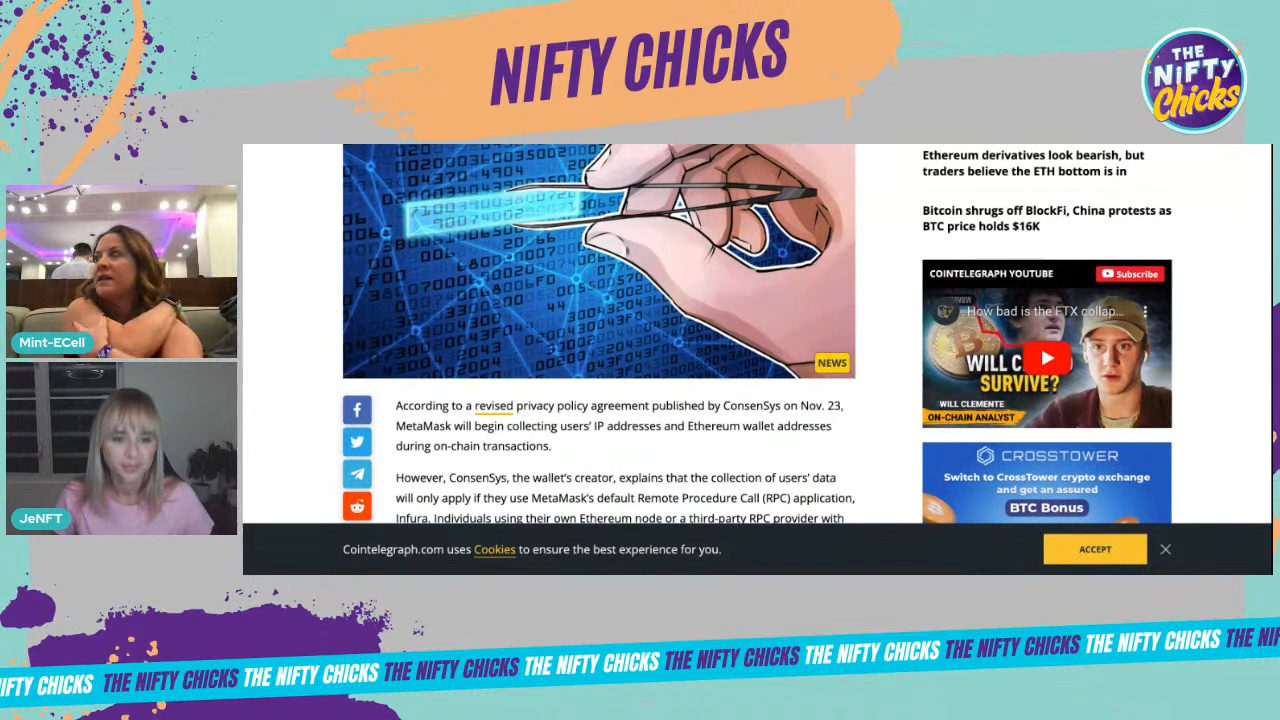 NIFTY CHICKS
THE
NiFTy
Chicks
Mint-ECell
JeNFT
NEWS
According to a revised privacy policy agreement published by ConsenSys on Nov. 23,
MetaMask will begin collecting users’ IP addresses and Ethereum wallet addresses
during on-chain transactions.
However, ConsenSys, the wallet’s creator, explains that the collection of users’ data
will only apply if they use MetaMask’s default Remote Procedure Call (RPC) application,
Infura. Individuals using their own Ethereum node or a third-party RPC provider with
Ethereum derivatives look bearish, but
traders believe the ETH bottom is in
Bitcoin shrugs off BlockFi, China protests as
BTC price holds $16K
COINTELEGRAPH YOUTUBE
Subscribe
How bad is the FTX collap...
SURVIVE?
WILL CLEMENTE
ON-CHAIN ANALYST
CROSSTOWER
Switch to CrossTower crypto exchange
and get an assured
BTC Bonus
Cointelegraph.com uses Cookies to ensure the best experience for you.
ACCEPT
THE NIFTY CHICKS THE NIFTY CHICKS THE NIFTY CHICKS THE NIFTY CHICKS THE NIFTY CHICKS THE NIFTY CHICKS THE NIFTY CHICKS